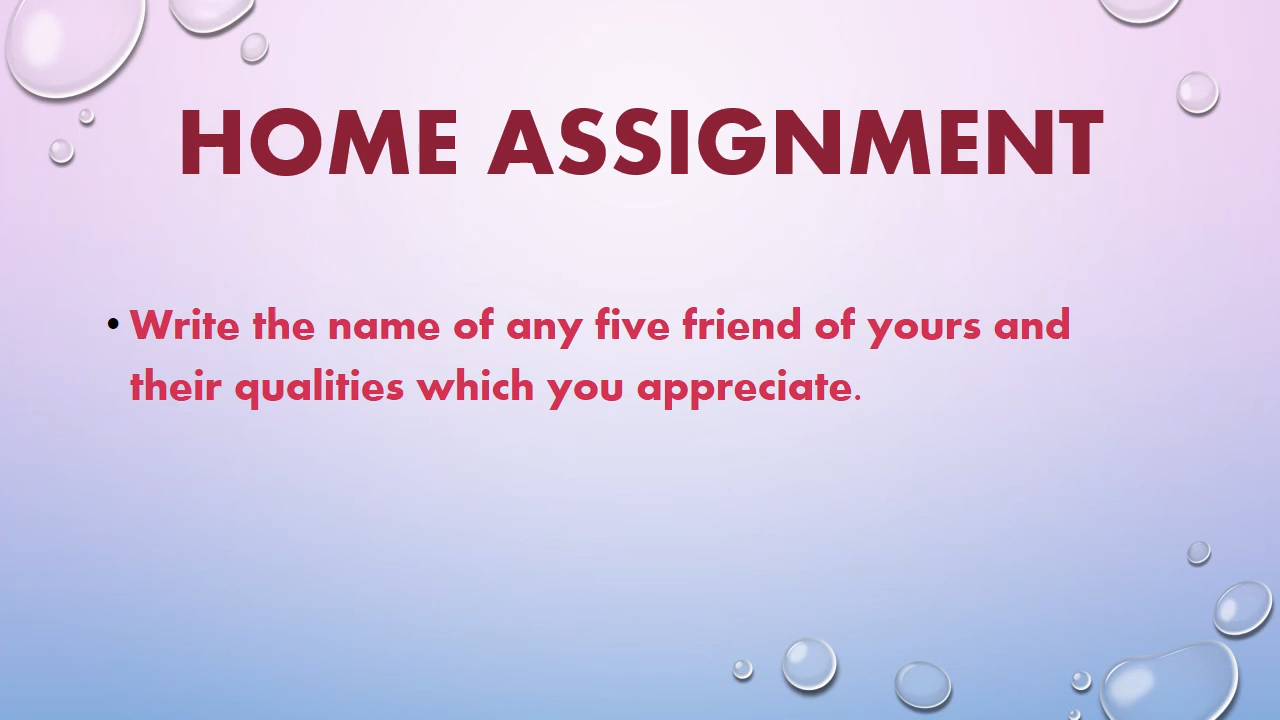 HOME ASSIGNMENT
• Write the name of any five friend of yours and
their qualities which you appreciate.